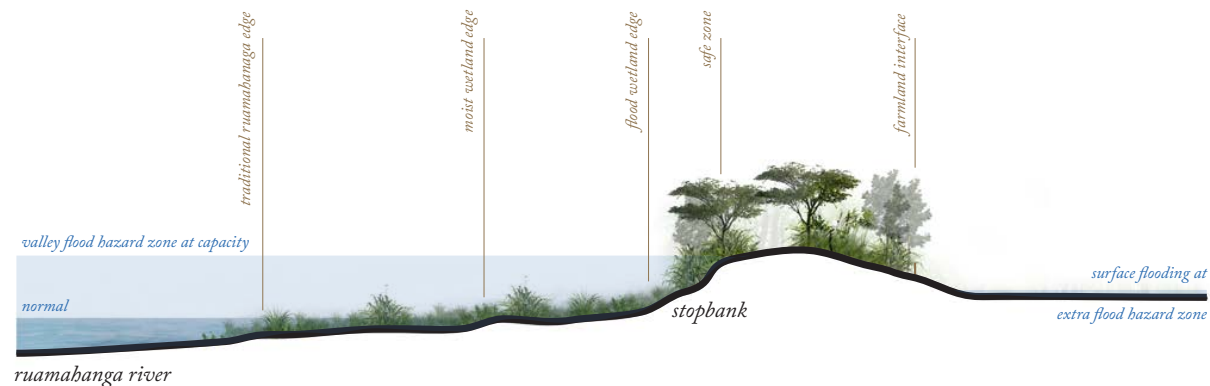 traditional ruamahanaga edge
moist wetland edge
flood wetland edge
safe zone
farmland interface
valley flood hazard zone at capacity
normal
surface flooding at
extra flood hazard zone
stopbank
ruamahanga river